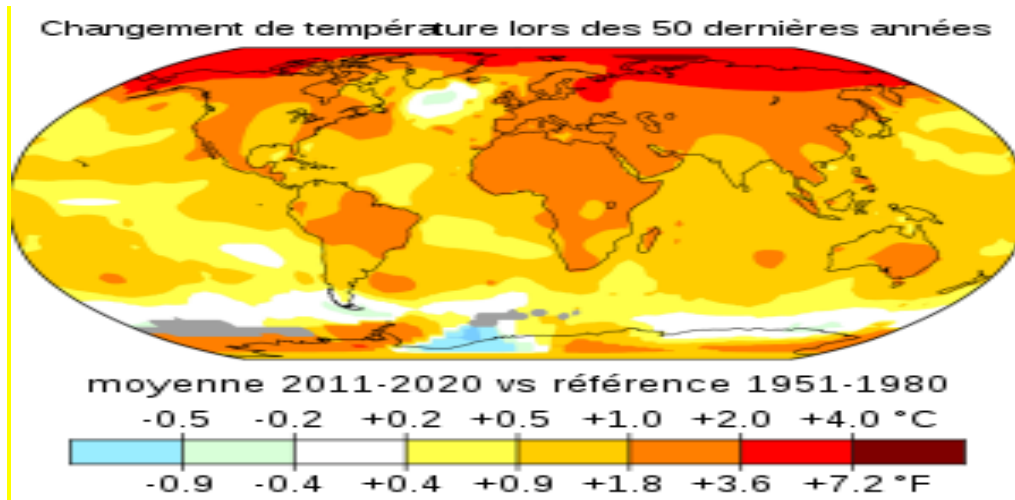 Changement de température lors des 50 dernières années
moyenne 2011-2020 vs référence 1951-1980
-0.5 -0.2 +0.2 +0.5 +1.0 +2.0 +4.0 °C
-0.9 -0.4 +0.4 +0.9 +1.8 +3.6 +7.2 °F